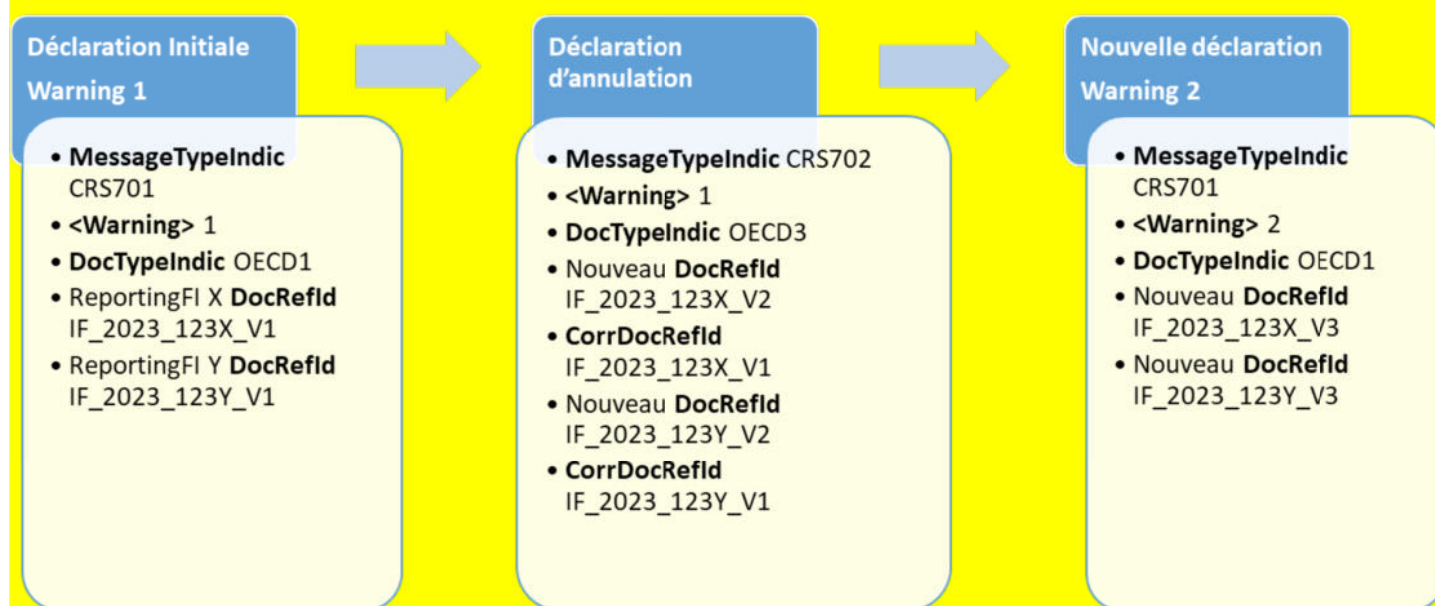 Déclaration Initiale
Warning 1
• MessageTypeIndic
CRS701
• <Warning> 1
• DocTypeIndic OECD1
• ReportingFI X DocRefId
IF_2023_123X_V1
• ReportingFI Y DocRefId
IF_2023_123Y_V1
Déclaration
d’annulation
• MessageTypeIndic CRS702
• <Warning> 1
• DocTypeIndic OECD3
• Nouveau DocRefId
IF_2023_123X_V2
• CorrDocRefId
IF_2023_123X_V1
• Nouveau DocRefId
IF_2023_123Y_V2
• CorrDocRefId
IF_2023_123Y_V1
Nouvelle déclaration
Warning 2
• MessageTypeIndic
CRS701
• <Warning> 2
• DocTypeIndic OECD1
• Nouveau DocRefId
IF_2023_123X_V3
• Nouveau DocRefId
IF_2023_123Y_V3